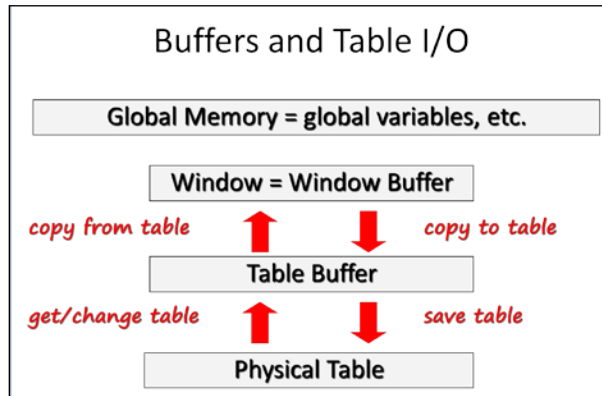 Buffers and Table I/O
Global Memory = global variables, etc.
Window = Window Buffer
copy from table
copy to table
Table Buffer
get/change table
save table
Physical Table